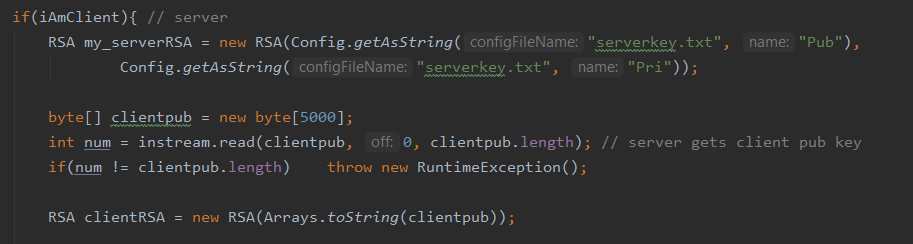 if(iAmClient){ // server
RSA my_serverRSA = new RSA(Config.getAsString( configFileName: "serverkey.txt", name: "Pub"),
Config.getAsString( configFileName: "serverkey.txt", name: "Pri"));
byte[] clientpub = new byte[5000];
int num = instream.read(clientpub, off: 0, clientpub.length); // server gets client pub key
if(num != clientpub.length) throw new RuntimeException();
RSA clientRSA = new RSA(Arrays.toString(clientpub));